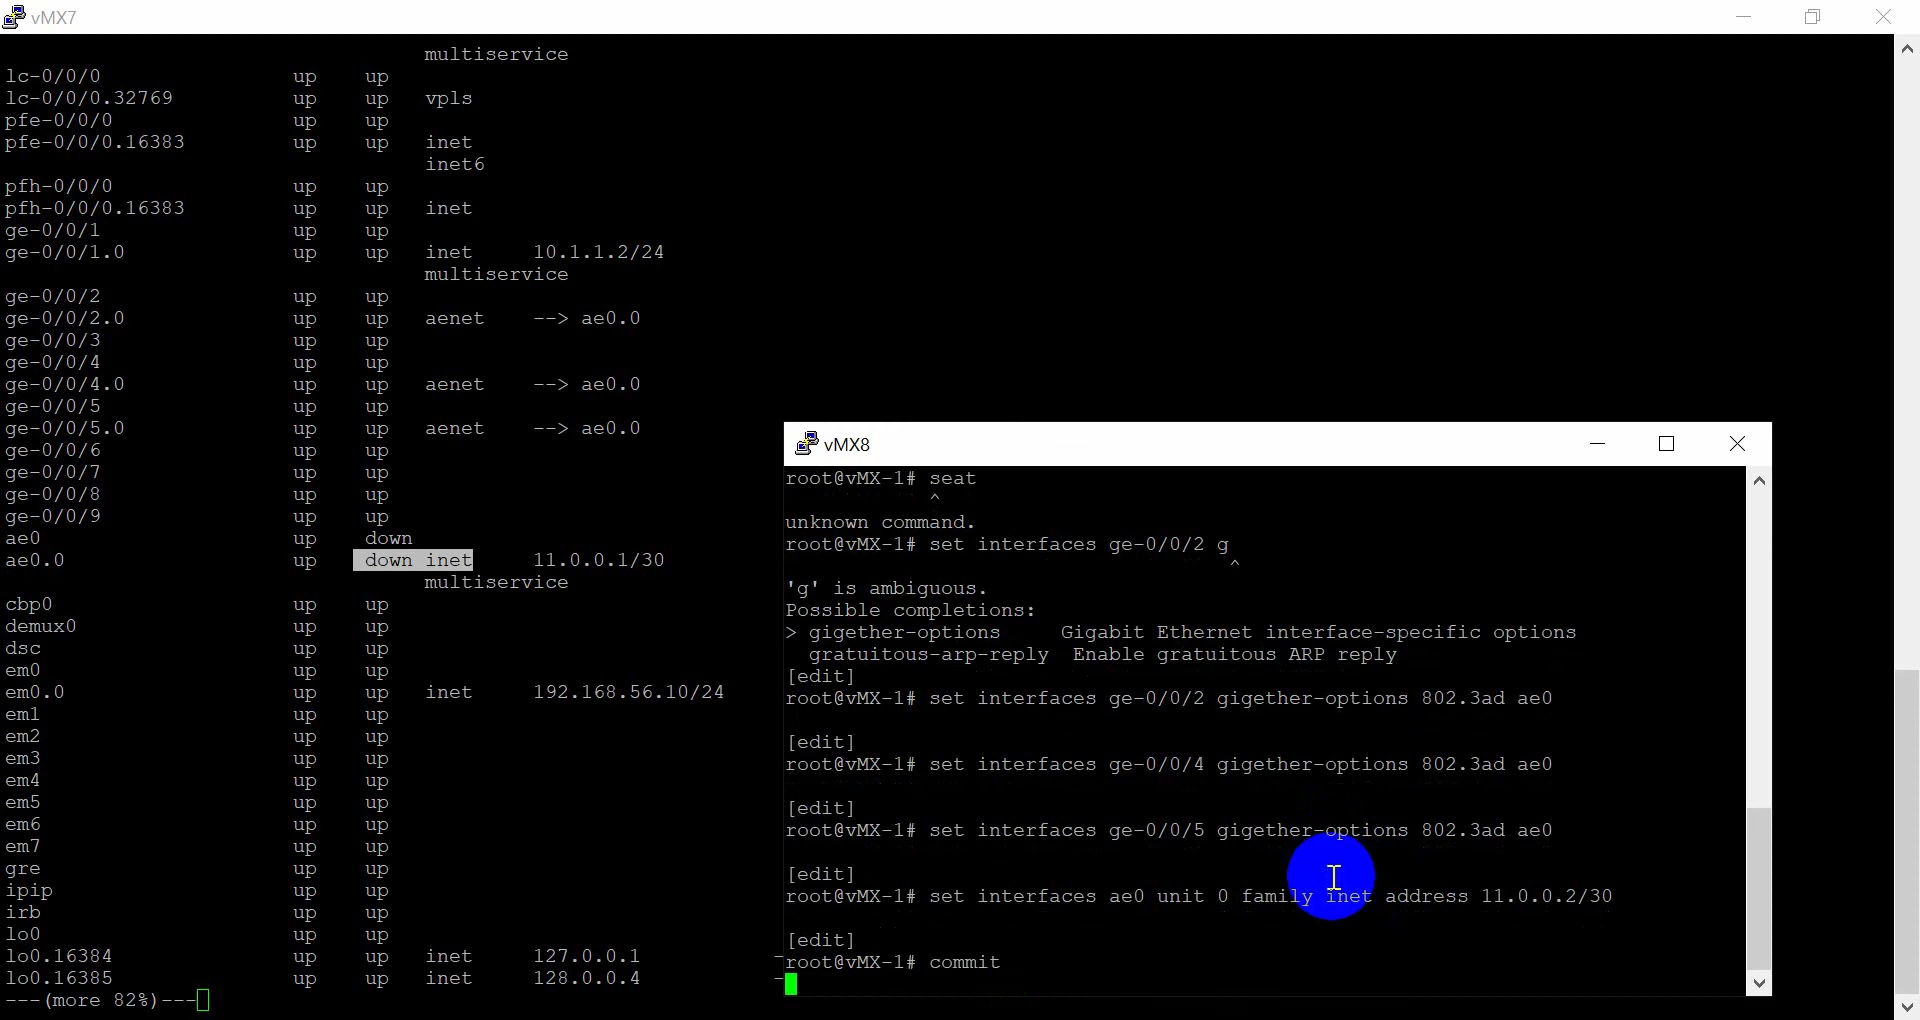 vMX7
                                   multiservice
lc-0/0/0                up    up
lc-0/0/0.32769          up    up   vpls
pfe-0/0/0               up    up
pfe-0/0/0.16383         up    up   inet
                                   inet6
pfh-0/0/0               up    up
pfh-0/0/0.16383         up    up   inet
ge-0/0/1                up    up
ge-0/0/1.0              up    up   inet     10.1.1.2/24
                                   multiservice
ge-0/0/2                up    up
ge-0/0/2.0              up    up   aenet    --> ae0.0
ge-0/0/3                up    up
ge-0/0/4                up    up
ge-0/0/4.0              up    up   aenet    --> ae0.0
ge-0/0/5                up    up
ge-0/0/5.0              up    up   aenet    --> ae0.0
ge-0/0/6                up    up
ge-0/0/7                up    up
ge-0/0/8                up    up
ge-0/0/9                up    up
ae0                     up    down
ae0.0                   up    down inet     11.0.0.1/30
                                   multiservice
cbp0                    up    up
demux0                  up    up
dsc                     up    up
em0                     up    up
em0.0                   up    up   inet     192.168.56.10/24
em1                     up    up
em2                     up    up
em3                     up    up
em4                     up    up
em5                     up    up
em6                     up    up
em7                     up    up
gre                     up    up
ipip                    up    up
irb                     up    up
lo0                     up    up
lo0.16384               up    up   inet     127.0.0.1           -
lo0.16385               up    up   inet     128.0.0.4           -
---(more 82%)---
vMX8
root@vMX-1# seat
            ^
unknown command.
root@vMX-1# set interfaces ge-0/0/2 g
                                     ^
'g' is ambiguous.
Possible completions:
> gigether-options     Gigabit Ethernet interface-specific options
  gratuitous-arp-reply  Enable gratuitous ARP reply
[edit]
root@vMX-1# set interfaces ge-0/0/2 gigether-options 802.3ad ae0
[edit]
root@vMX-1# set interfaces ge-0/0/4 gigether-options 802.3ad ae0
[edit]
root@vMX-1# set interfaces ge-0/0/5 gigether-options 802.3ad ae0
[edit]
root@vMX-1# set interfaces ae0 unit 0 family inet address 11.0.0.2/30
[edit]
root@vMX-1# commit